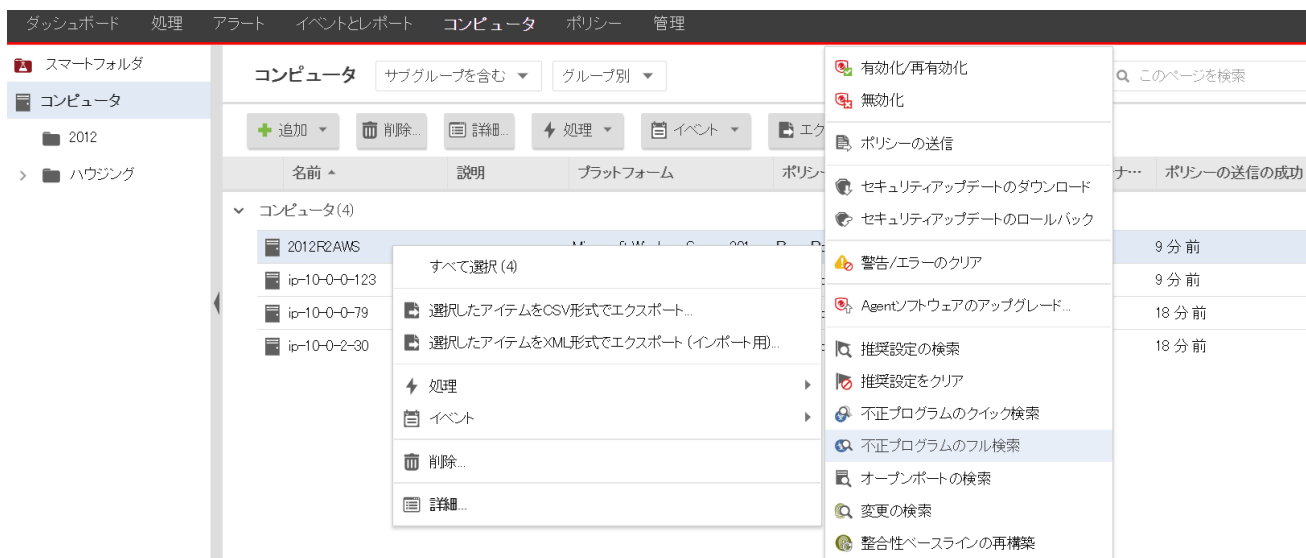 ダッシュボード 処理 アラート イベントとレポート コンピュータ ポリシー 管理
スマートフォルダ
コンピュータ
2012
ハウジング
コンピュータ サブグループを含む グループ別 このページを検索
追加 削除... 詳細... 処理 イベント エク
名前 説明 プラットフォーム ポリシー ナ… ポリシーの送信の成功
コンピュータ(4)
2012R2AWS 9 分前
ip-10-0-0-123 9 分前
ip-10-0-0-79 18 分前
ip-10-0-2-30 18 分前
すべて選択 (4)
選択したアイテムをCSV形式でエクスポート...
選択したアイテムをXML形式でエクスポート (インポート用)...
処理
イベント
削除...
詳細...
有効化/再有効化
無効化
ポリシーの送信
セキュリティアップデートのダウンロード
セキュリティアップデートのロールバック
警告/エラーのクリア
Agentソフトウェアのアップグレード...
推奨設定の検索
推奨設定をクリア
不正プログラムのクイック検索
不正プログラムのフル検索
オープンポートの検索
変更の検索
整合性ベースラインの再構築